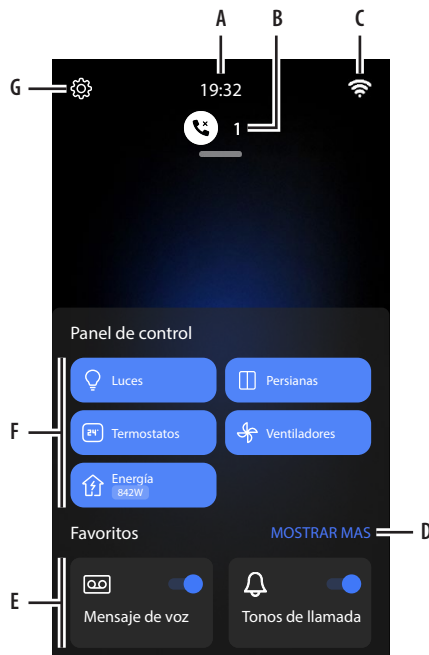 A B C
G 19:32
1
Panel de control
Luces Persianas
F Termostatos Ventiladores
24°
Energía
842W
Favoritos MOSTRAR MAS D
E
Mensaje de voz Tonos de llamada